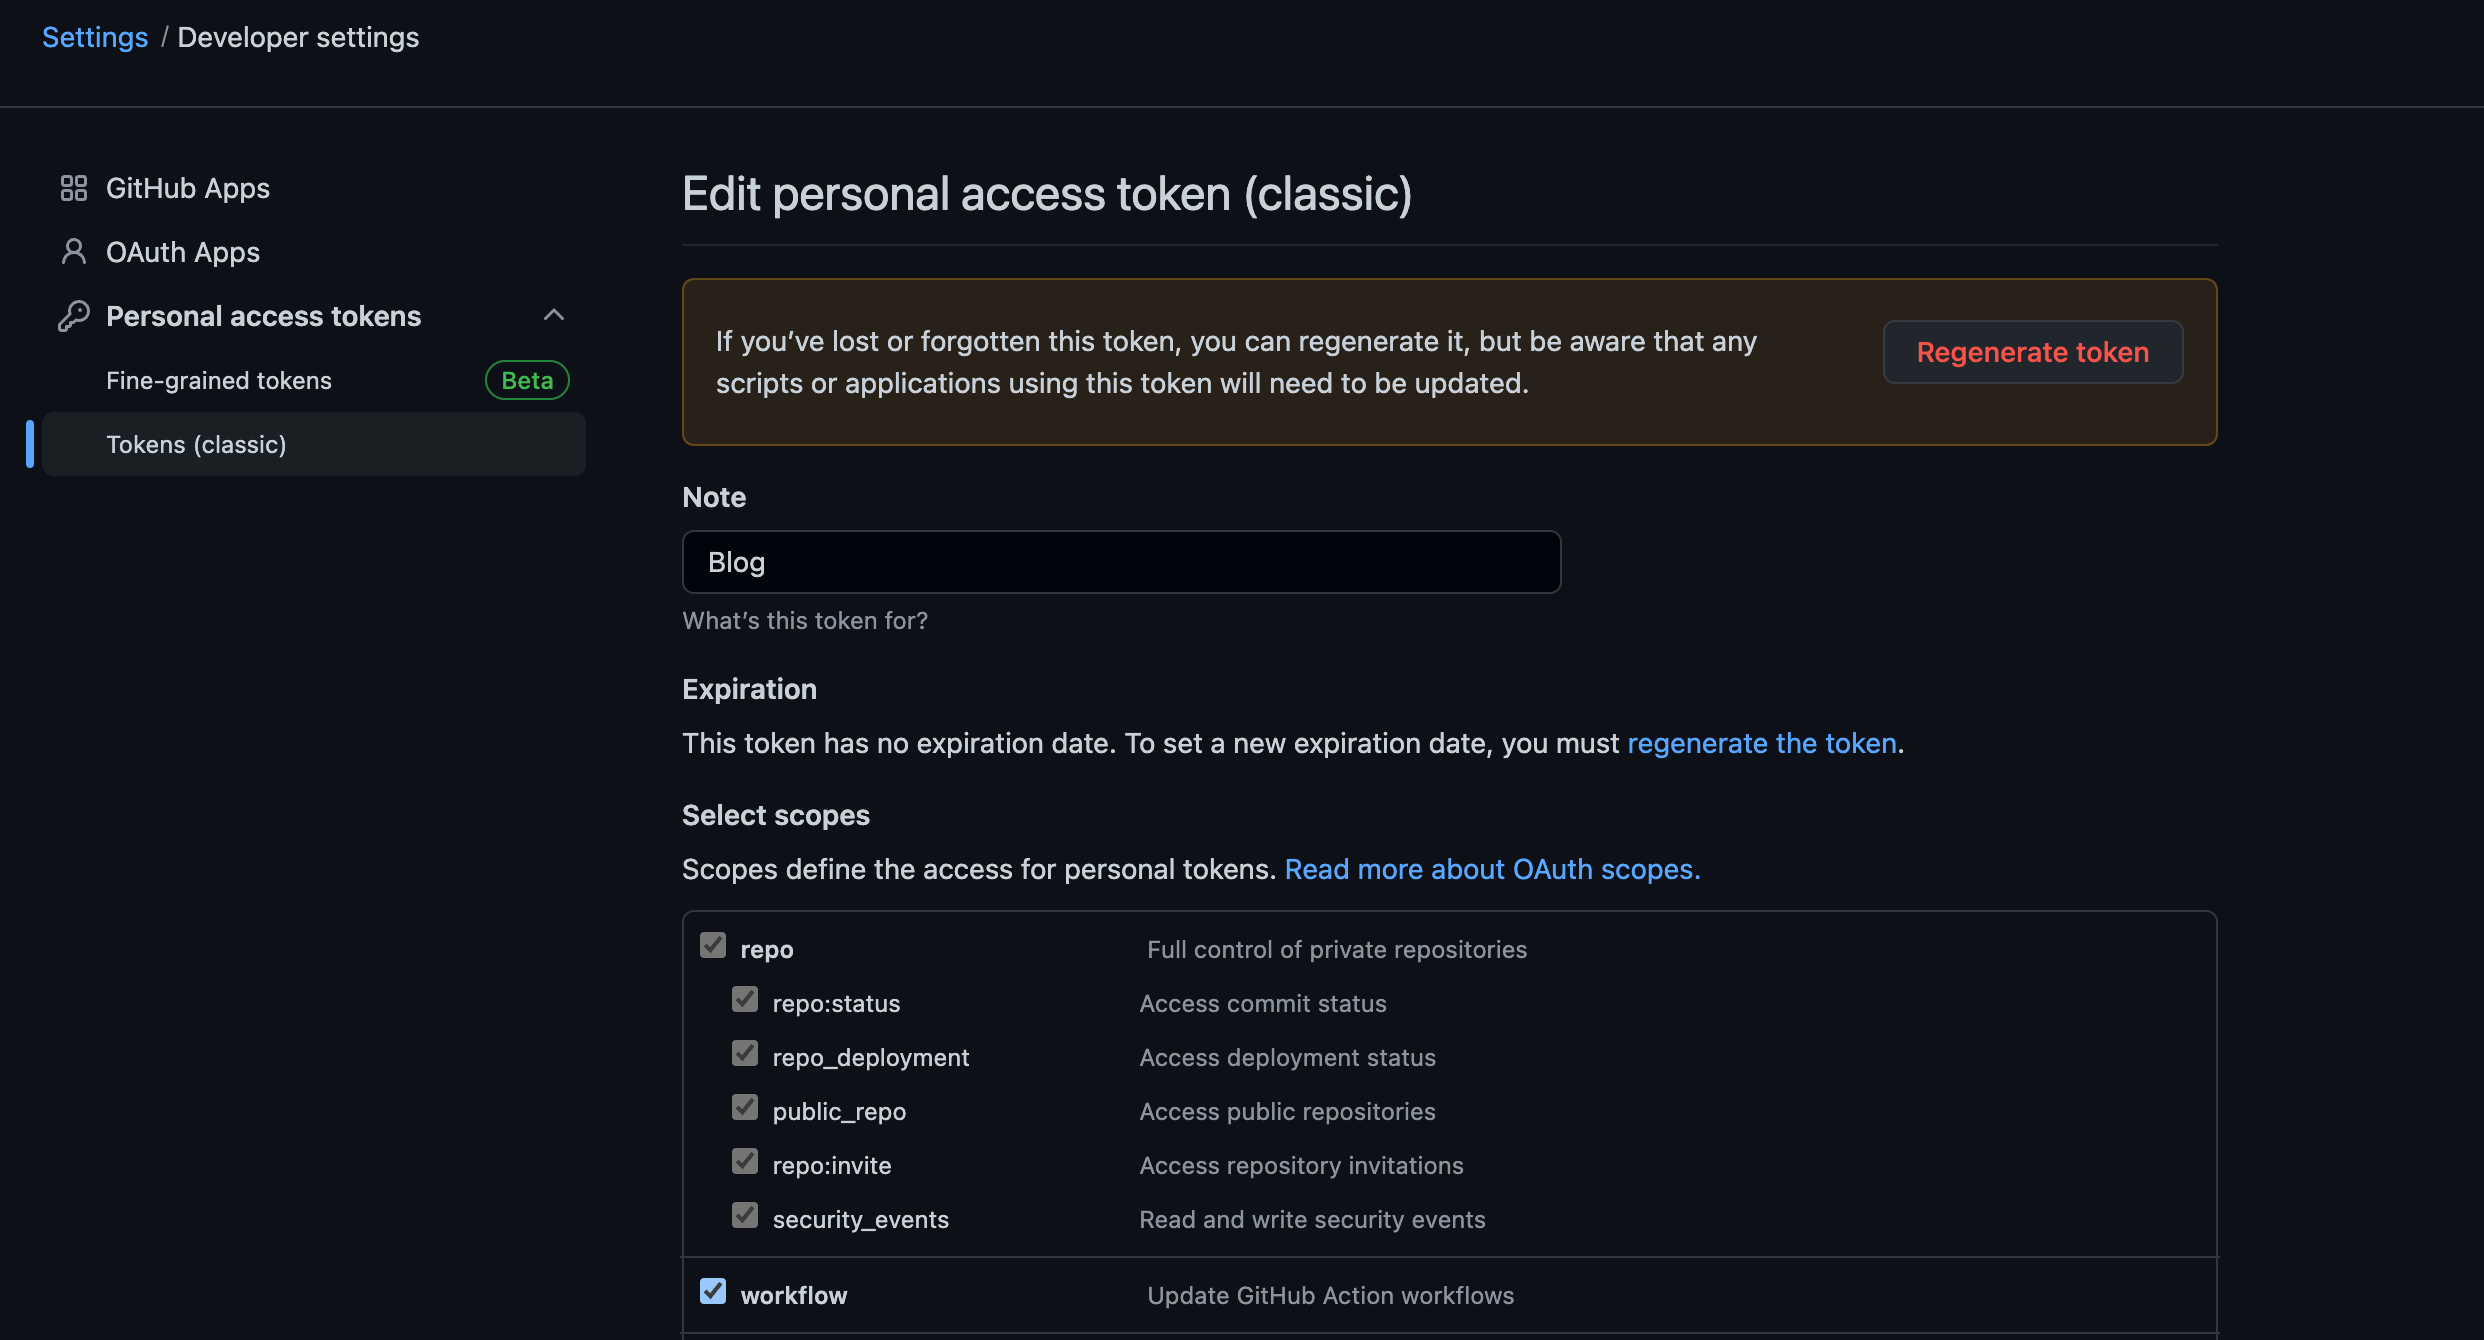 Settings / Developer settings
GitHub Apps
OAuth Apps
Personal access tokens
Fine-grained tokens Beta
Tokens (classic)
Edit personal access token (classic)
If you’ve lost or forgotten this token, you can regenerate it, but be aware that any
scripts or applications using this token will need to be updated.
Regenerate token
Note
Blog
What’s this token for?
Expiration
This token has no expiration date. To set a new expiration date, you must regenerate the token.
Select scopes
Scopes define the access for personal tokens. Read more about OAuth scopes.
repo Full control of private repositories
repo:status Access commit status
repo_deployment Access deployment status
public_repo Access public repositories
repo:invite Access repository invitations
security_events Read and write security events
workflow Update GitHub Action workflows